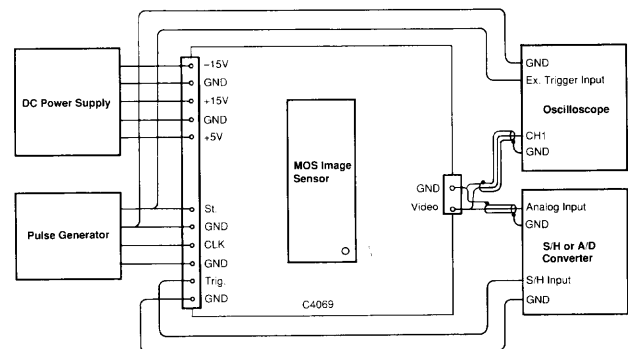 DC Power Supply
Pulse Generator
−15V
GND
+15V
GND
+5V
St.
GND
CLK
GND
Trig.
GND
MOS Image
Sensor
GND
Video
C4069
GND
Ex. Trigger Input
Oscilloscope
CH1
GND
Analog Input
GND
S/H or A/D
Converter
S/H Input
GND